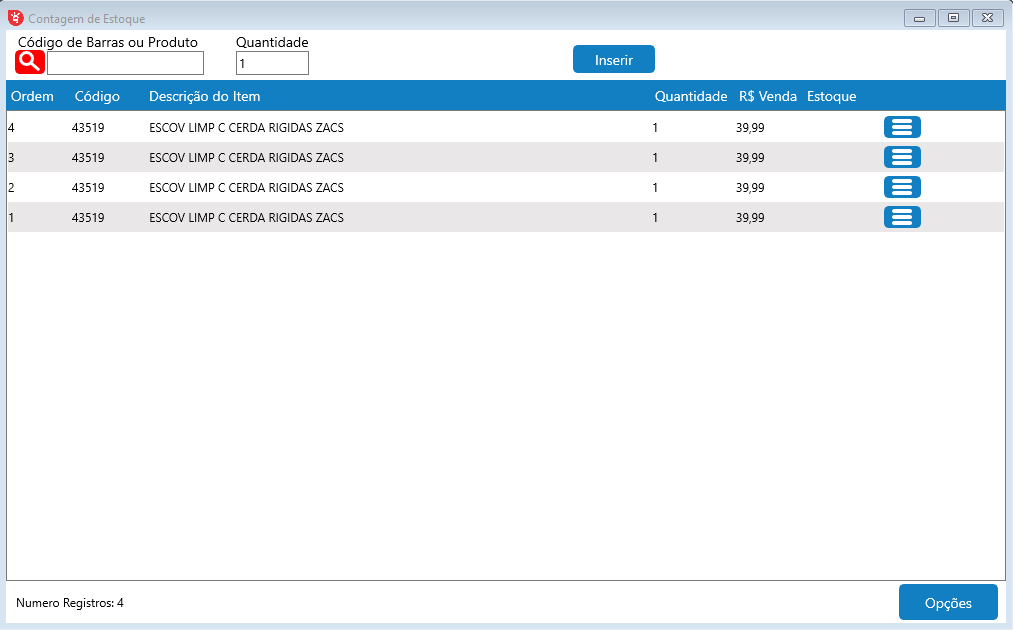 Contagem de Estoque
Código de Barras ou Produto Quantidade
1 Inserir
Ordem Código Descrição do Item Quantidade R$ Venda Estoque
4 43519 ESCOV LIMP C CERDA RIGIDAS ZACS 1 39,99
3 43519 ESCOV LIMP C CERDA RIGIDAS ZACS 1 39,99
2 43519 ESCOV LIMP C CERDA RIGIDAS ZACS 1 39,99
1 43519 ESCOV LIMP C CERDA RIGIDAS ZACS 1 39,99
Numero Registros: 4 Opções